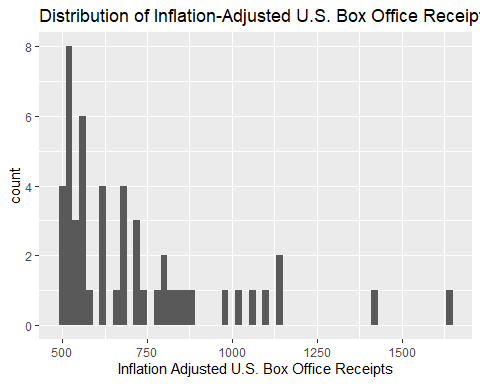 Distribution of Inflation-Adjusted U.S. Box Office Receipt
8
6
4
2
0
count
500 750 1000 1250 1500
Inflation Adjusted U.S. Box Office Receipts